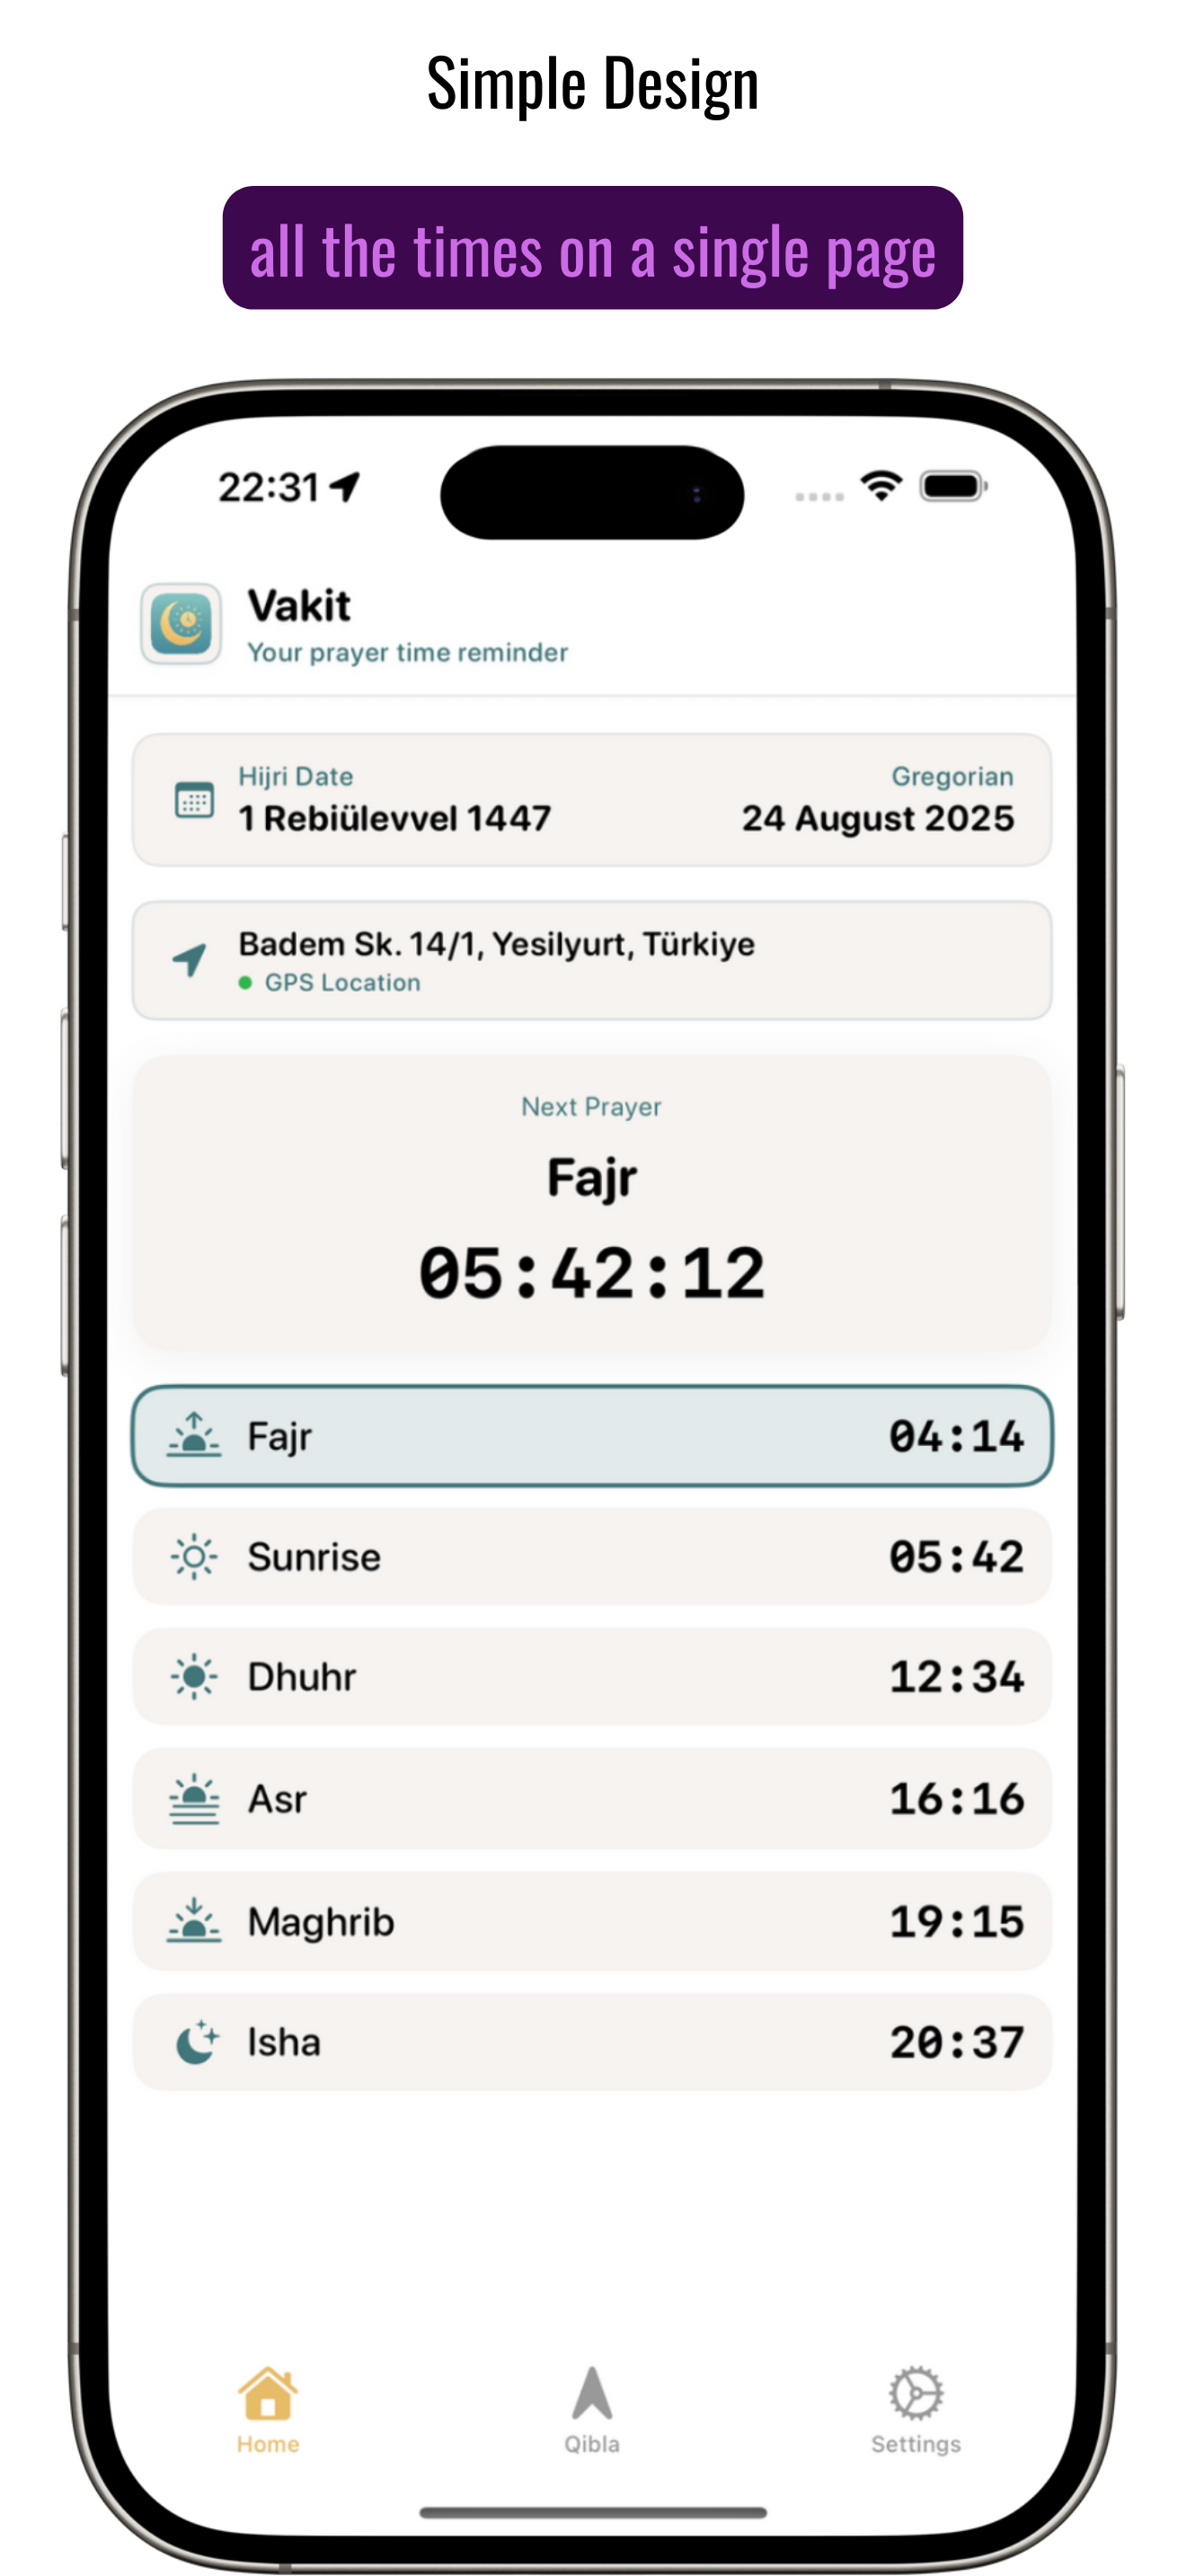 Simple Design
all the times on a single page
22:31
Vakit
Your prayer time reminder
Hijri Date
Gregorian
1 Rebiülevvel 1447
24 August 2025
Badem Sk. 14/1, Yesilyurt, Türkiye
GPS Location
Next Prayer
Fajr
05:42:12
Fajr
04:14
Sunrise
05:42
Dhuhr
12:34
Asr
16:16
Maghrib
19:15
Isha
20:37
Home
Qibla
Settings